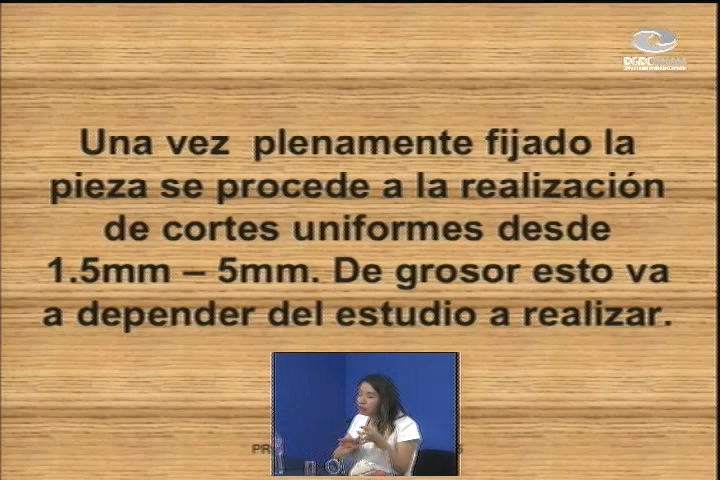 DGDC
Una vez plenamente fijado la
pieza se procede a la realización
de cortes uniformes desde
1.5mm – 5mm. De grosor esto va
a depender del estudio a realizar.